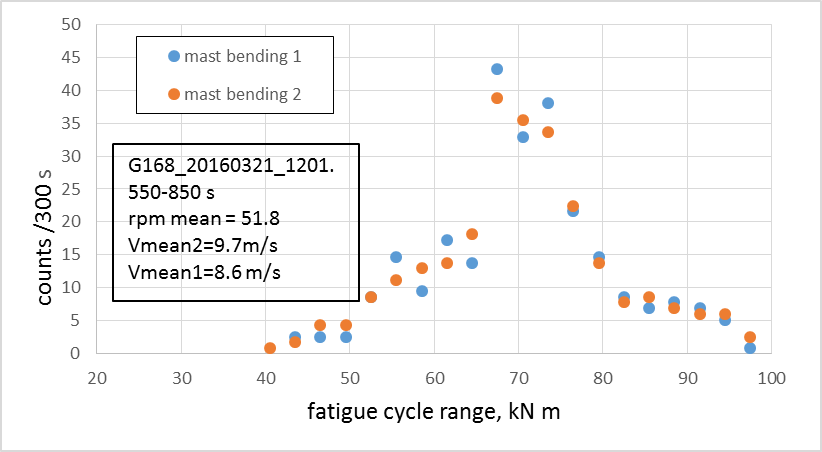 50
45
40
35
30
25
20
15
10
5
0
counts /300 s
mast bending 1
mast bending 2
G168_20160321_1201.
550-850 s
rpm mean = 51.8
Vmean2=9.7m/s
Vmean1=8.6 m/s
20 30 40 50 60 70 80 90 100
fatigue cycle range, kN m